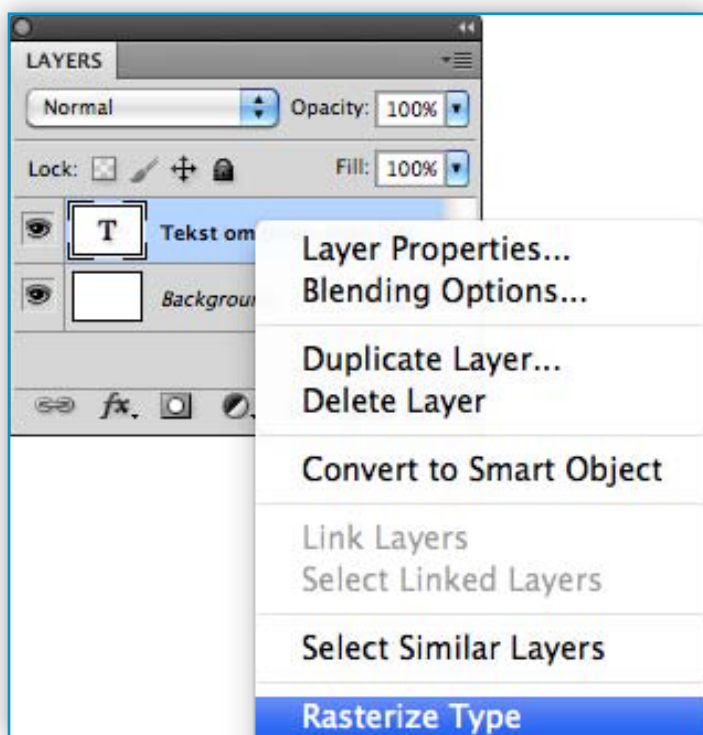 LAYERS
Normal Opacity: 100%
Lock: Fill: 100%
T Tekst om
Backgrou
fx.
Layer Properties...
Blending Options...
Duplicate Layer...
Delete Layer
Convert to Smart Object
Link Layers
Select Linked Layers
Select Similar Layers
Rasterize Type